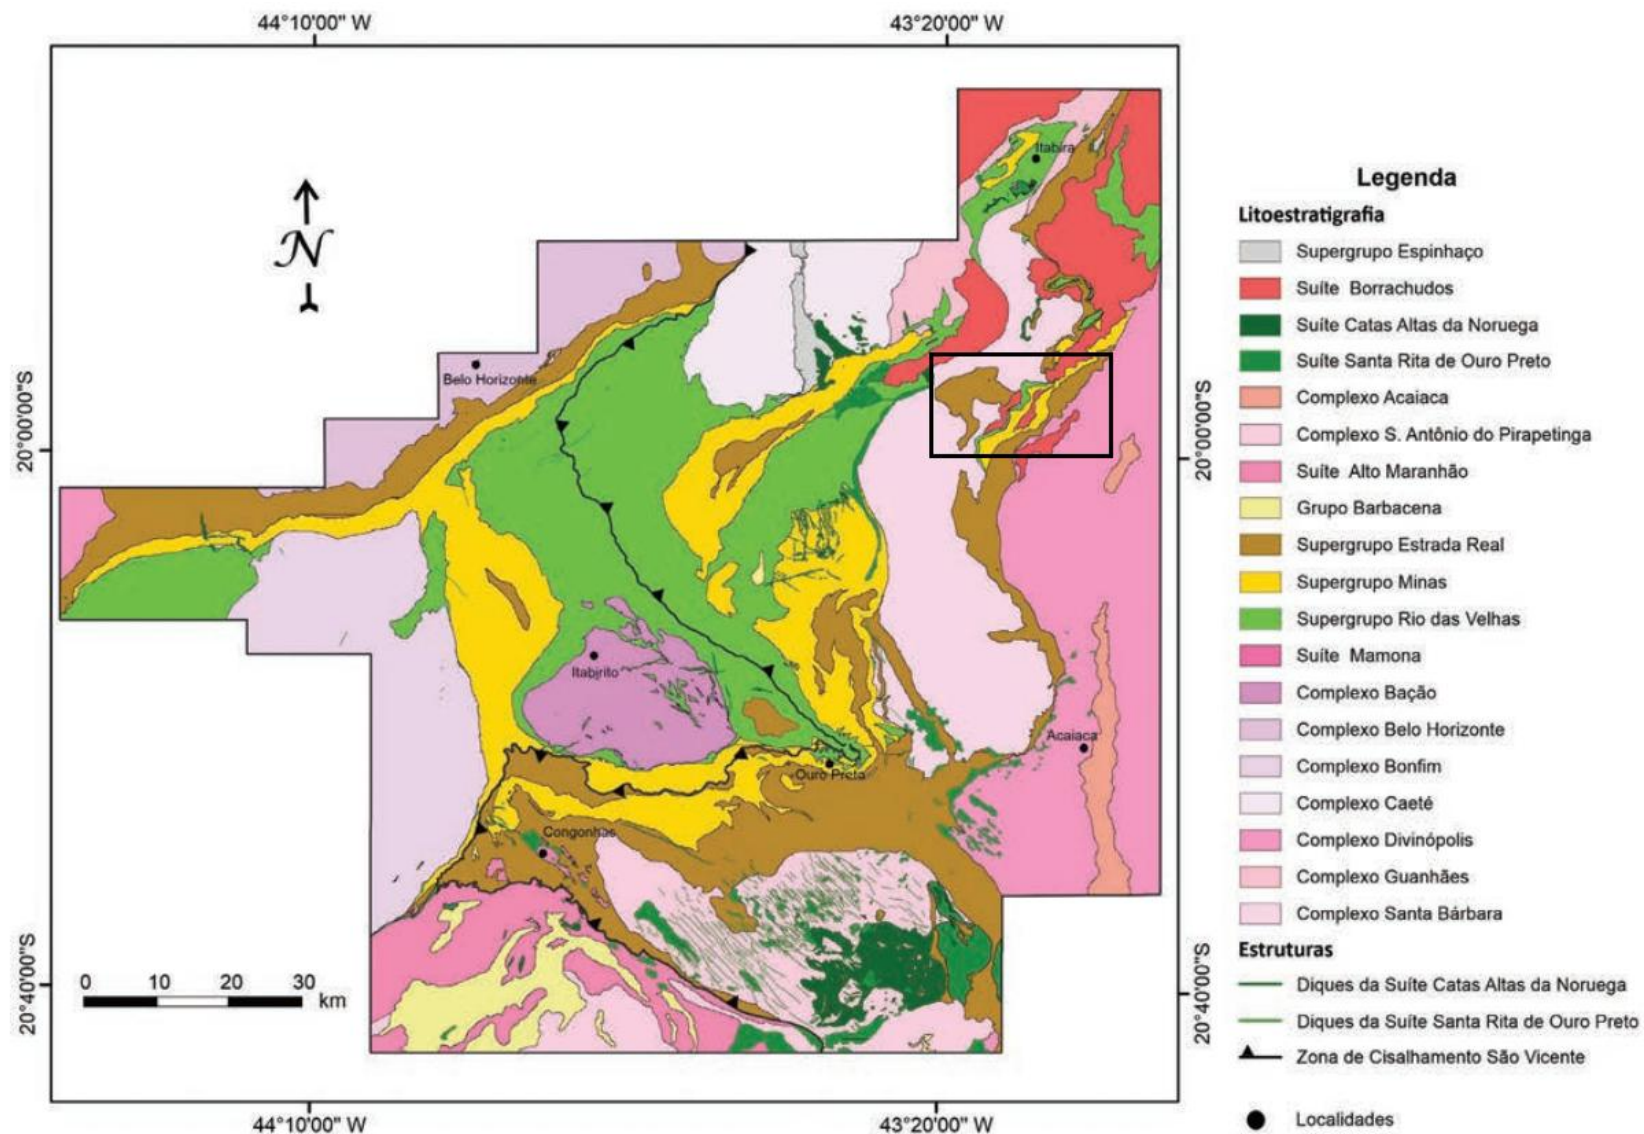 44°10'00" W
43°20'00" W
N
Itabira
Belo Horizonte
20°00'00"S
20°00'00"S
Itabirito
Acaiaca
Ouro Preto
Congonhas
0 10 20 30 km
20°40'00"S
20°40'00"S
44°10'00" W
43°20'00" W
Legenda
Litoestratigrafia
Supergrupo Espinhaço
Suíte Borrachudos
Suíte Catas Altas da Noruega
Suíte Santa Rita de Ouro Preto
Complexo Acaiaca
Complexo S. Antônio do Pirapetinga
Suíte Alto Maranhão
Grupo Barbacena
Supergrupo Estrada Real
Supergrupo Minas
Supergrupo Rio das Velhas
Suíte Mamona
Complexo Bação
Complexo Belo Horizonte
Complexo Bonfim
Complexo Caeté
Complexo Divinópolis
Complexo Guanhães
Complexo Santa Bárbara
Estruturas
Diques da Suíte Catas Altas da Noruega
Diques da Suíte Santa Rita de Ouro Preto
Zona de Cisalhamento São Vicente
Localidades